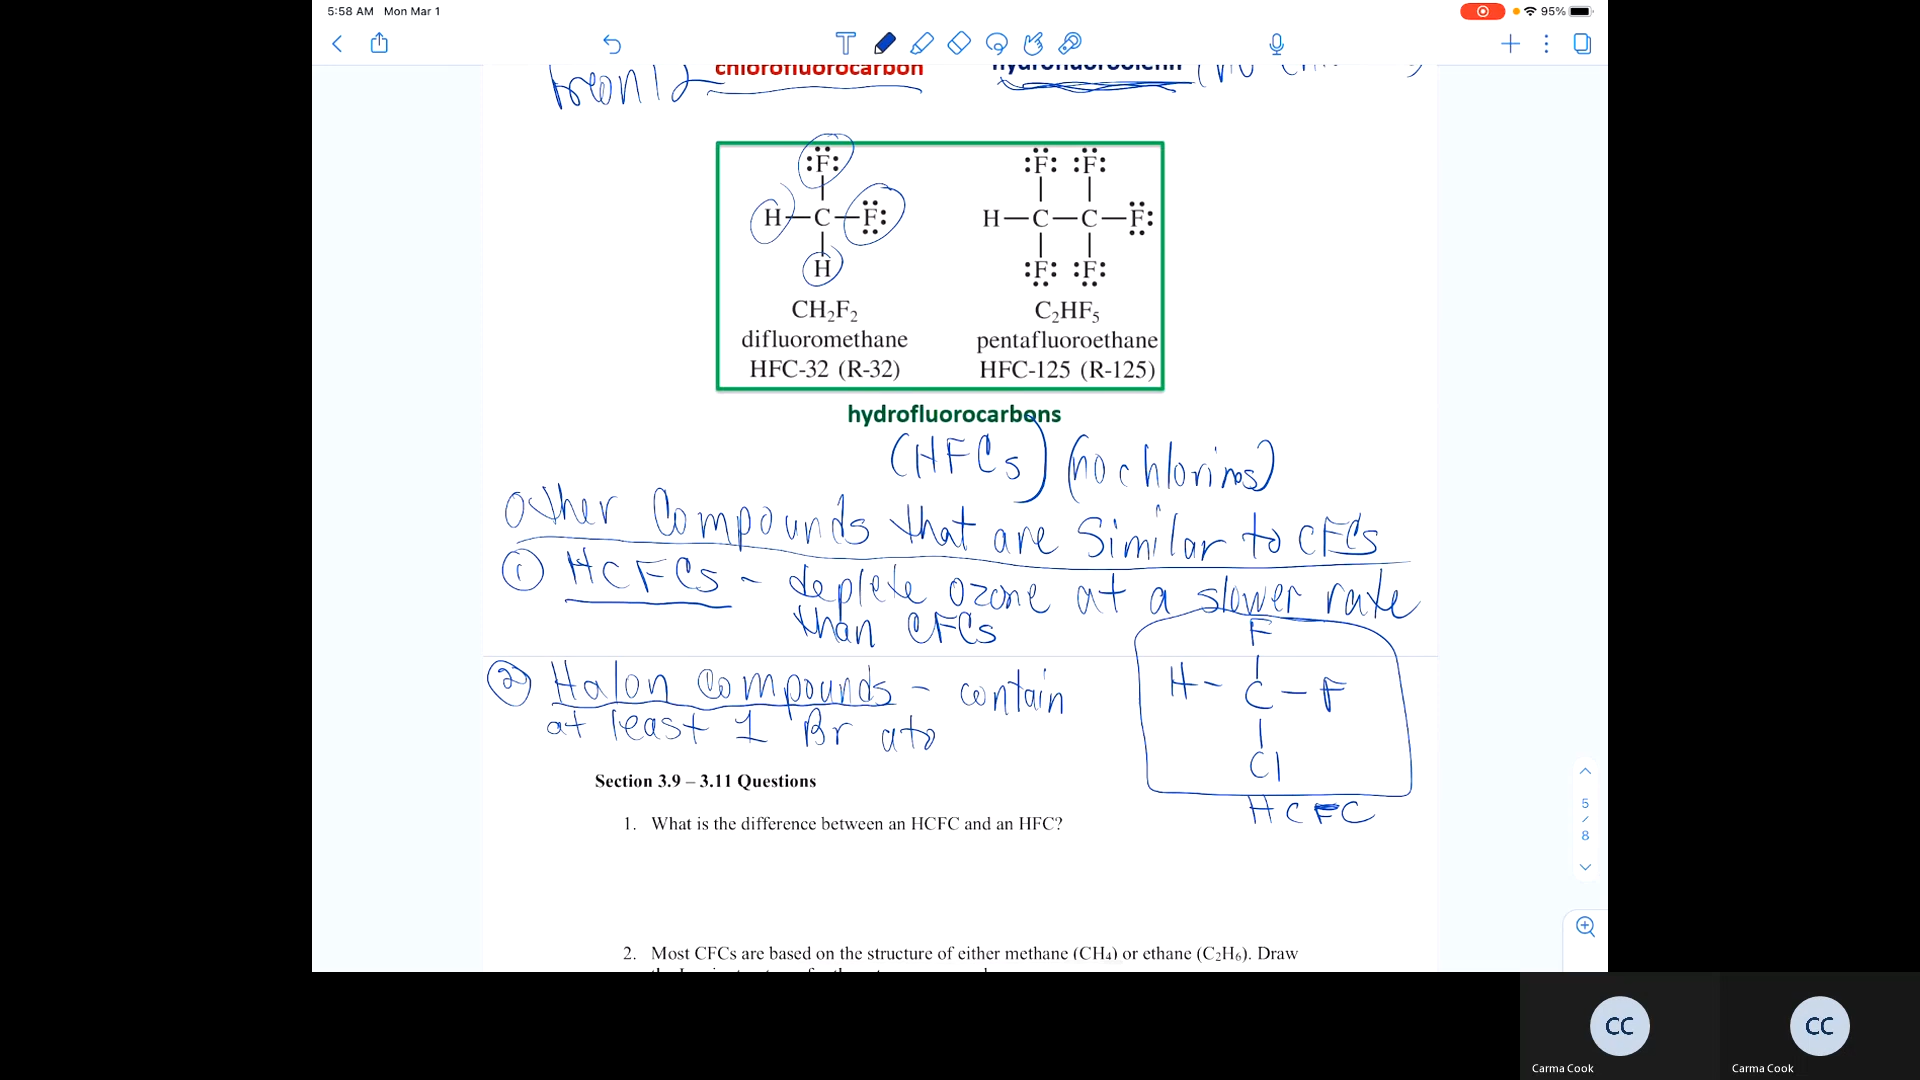 5:58 AM Mon Mar 1
95%
freon 12 chlorofluorocarbon hydrofluoroolefin (no
:F: :F: :F:
H—C—F: H—C—C—F:
H :F: :F:
CH₂F₂ C₂HF₅
difluoromethane pentafluoroethane
HFC-32 (R-32) HFC-125 (R-125)
hydrofluorocarbons
(HFCs) (no chlorines)
Other Compounds that are Similar to CFCs
① HCFCs - deplete ozone at a slower rate
than CFCs
F
H - C - F
Cl
HCFC
② Halon Compounds - contain
at least 1 Br ato
Section 3.9 – 3.11 Questions
1. What is the difference between an HCFC and an HFC?
2. Most CFCs are based on the structure of either methane (CH₄) or ethane (C₂H₆). Draw
5
/
8
CC CC
Carma Cook Carma Cook